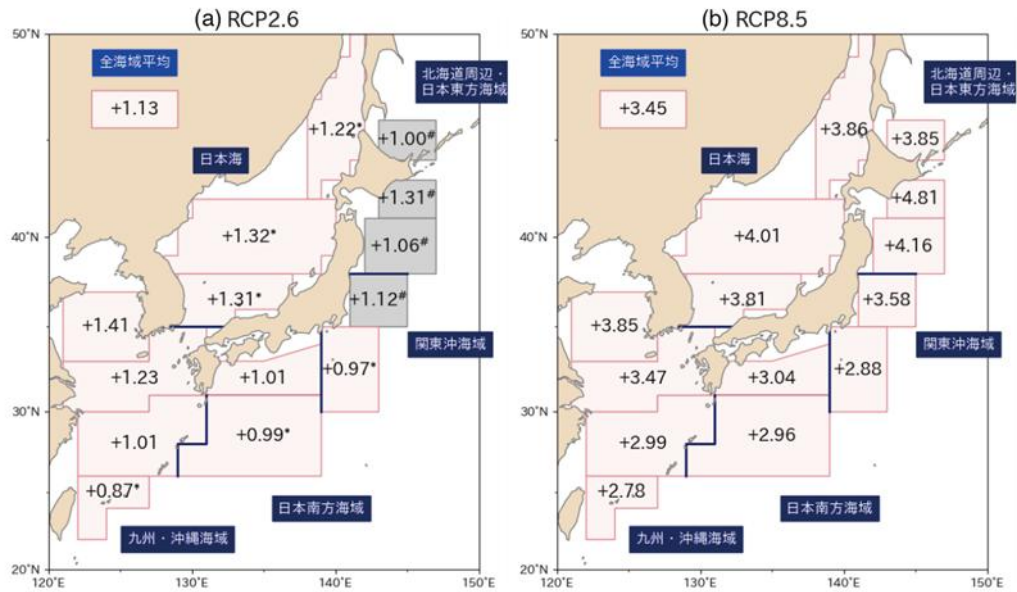 (a) RCP2.6
50°N
40°N
30°N
20°N
120°E
130°E
140°E
150°E
全海域平均
+1.13
北海道周辺・
日本東方海域
日本海
+1.22*
+1.00#
+1.31#
+1.32*
+1.06#
+1.31*
+1.12#
+1.41
関東沖海域
+1.23
+1.01
+0.97*
+1.01
+0.99*
+0.87*
日本南方海域
九州・沖縄海域
(b) RCP8.5
50°N
40°N
30°N
20°N
120°E
130°E
140°E
150°E
全海域平均
+3.45
北海道周辺・
日本東方海域
日本海
+3.86
+3.85
+4.81
+4.01
+4.16
+3.81
+3.58
+3.85
関東沖海域
+3.47
+3.04
+2.88
+2.99
+2.96
+2.78
日本南方海域
九州・沖縄海域